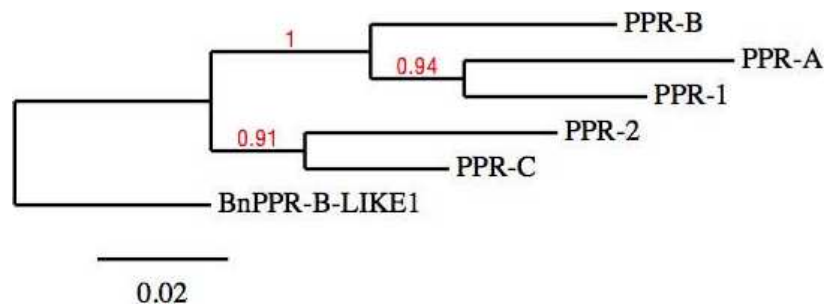 PPR-B
1
PPR-A
0.94
PPR-1
PPR-2
0.91
PPR-C
BnPPR-B-LIKE1
0.02